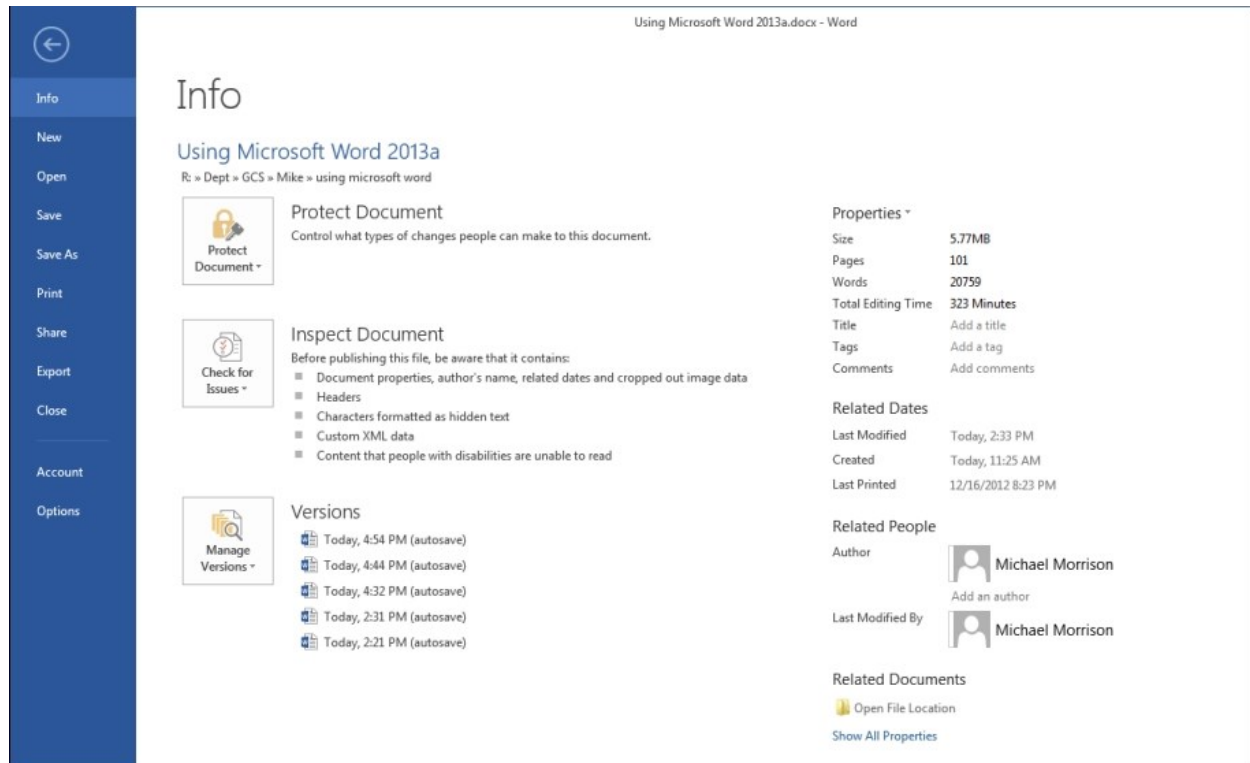 Using Microsoft Word 2013a.docx - Word
Info
New
Open
Save
Save As
Print
Share
Export
Close
Account
Options
Info
Using Microsoft Word 2013a
R: » Dept » GCS » Mike » using microsoft word
Protect
Document
Protect Document
Control what types of changes people can make to this document.
Check for
Issues
Inspect Document
Before publishing this file, be aware that it contains:
Document properties, author's name, related dates and cropped out image data
Headers
Characters formatted as hidden text
Custom XML data
Content that people with disabilities are unable to read
Manage
Versions
Versions
Today, 4:54 PM (autosave)
Today, 4:44 PM (autosave)
Today, 4:32 PM (autosave)
Today, 2:31 PM (autosave)
Today, 2:21 PM (autosave)
Properties
Size 5.77MB
Pages 101
Words 20759
Total Editing Time 323 Minutes
Title Add a title
Tags Add a tag
Comments Add comments
Related Dates
Last Modified Today, 2:33 PM
Created Today, 11:25 AM
Last Printed 12/16/2012 8:23 PM
Related People
Author Michael Morrison
Add an author
Last Modified By Michael Morrison
Related Documents
Open File Location
Show All Properties